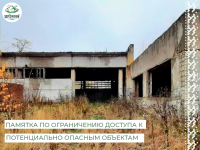 ПАМЯТКА ПО ОГРАНИЧЕНИЮ ДОСТУПА К
ПОТЕНЦИАЛЬНО ОПАСНЫМ ОБЪЕКТАМ